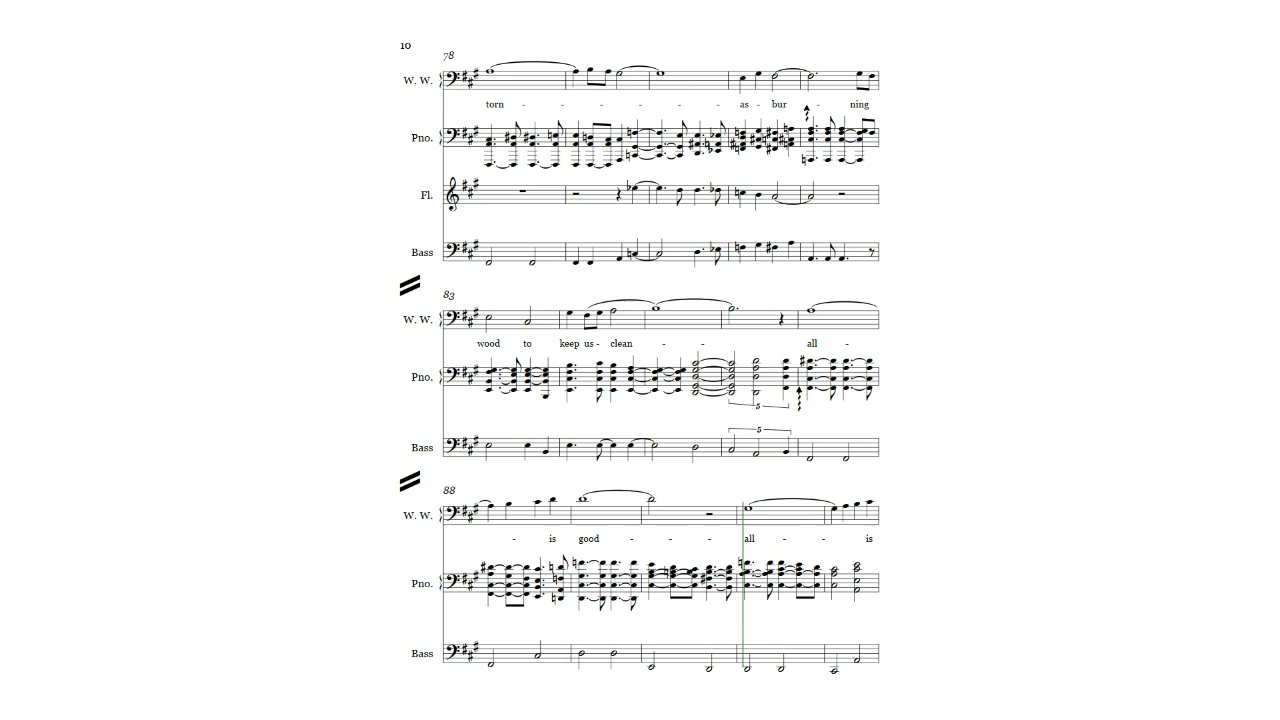 10
78
W. W.
torn - - - - - - as - bur - ning
Pno.
Fl.
Bass
83
W. W.
wood to keep us - clean - - all -
Pno.
5
5
Bass
88
W. W.
- is good - - - all - - is
Pno.
Bass